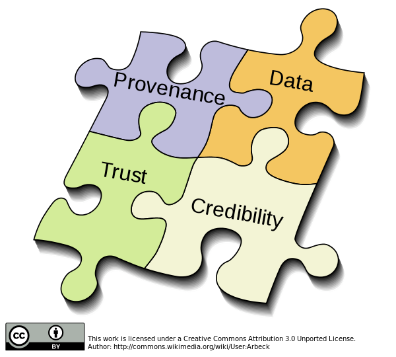 Provenance
Data
Trust
Credibility
cc
BY
This work is licensed under a Creative Commons Attribution 3.0 Unported License.
Author: http://commons.wikimedia.org/wiki/User:Arbeck